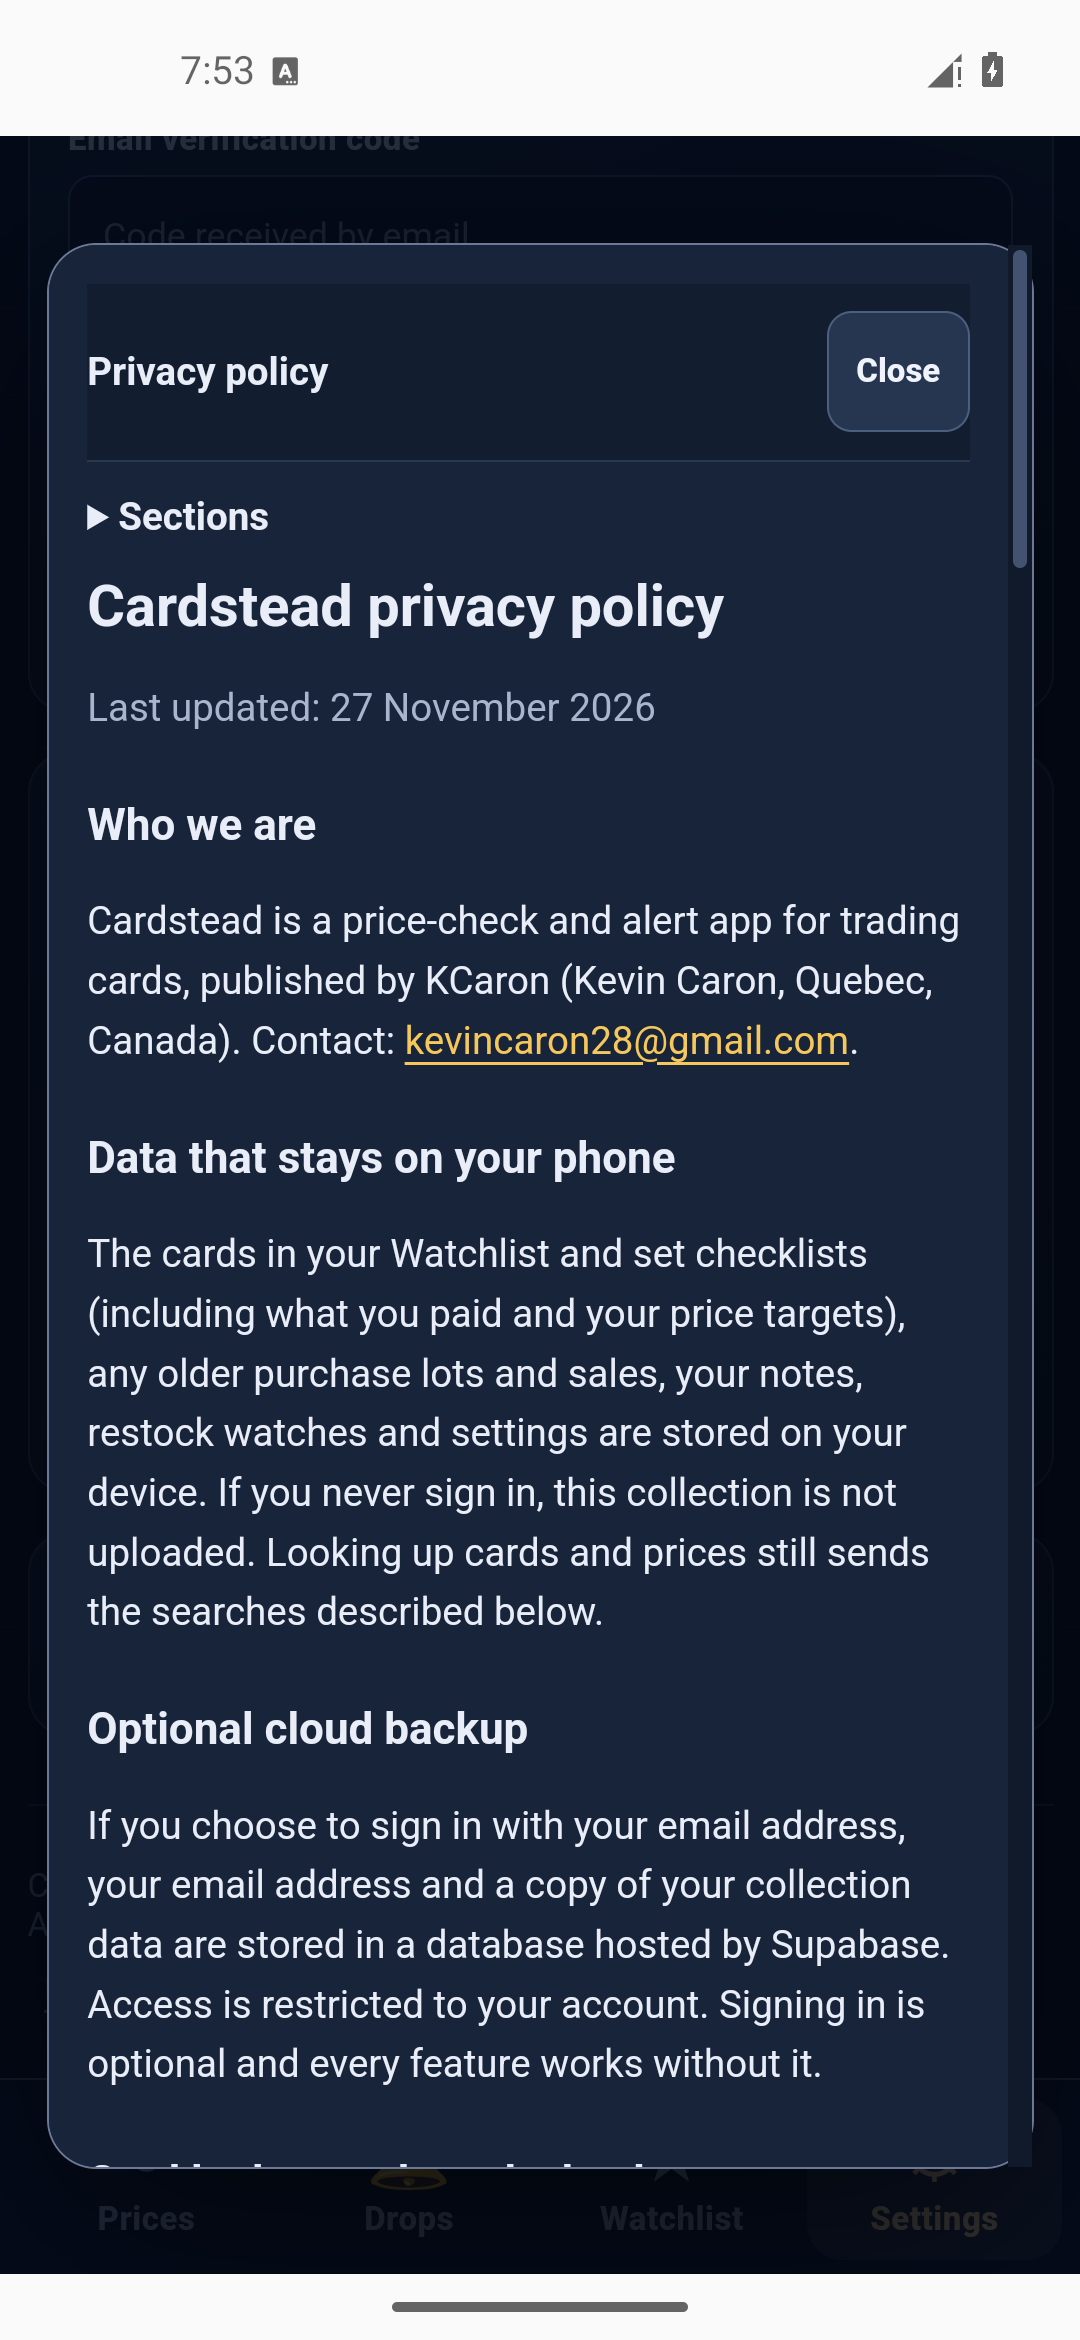 7:53
Email verification code
Code received by email
Privacy policy
Close
Sections
Cardstead privacy policy
Last updated: 27 November 2026
Who we are
Cardstead is a price-check and alert app for trading
cards, published by KCaron (Kevin Caron, Quebec,
Canada). Contact: kevincaron28@gmail.com.
Data that stays on your phone
The cards in your Watchlist and set checklists
(including what you paid and your price targets),
any older purchase lots and sales, your notes,
restock watches and settings are stored on your
device. If you never sign in, this collection is not
uploaded. Looking up cards and prices still sends
the searches described below.
Optional cloud backup
If you choose to sign in with your email address,
your email address and a copy of your collection
data are stored in a database hosted by Supabase.
Access is restricted to your account. Signing in is
optional and every feature works without it.
Prices
Drops
Watchlist
Settings